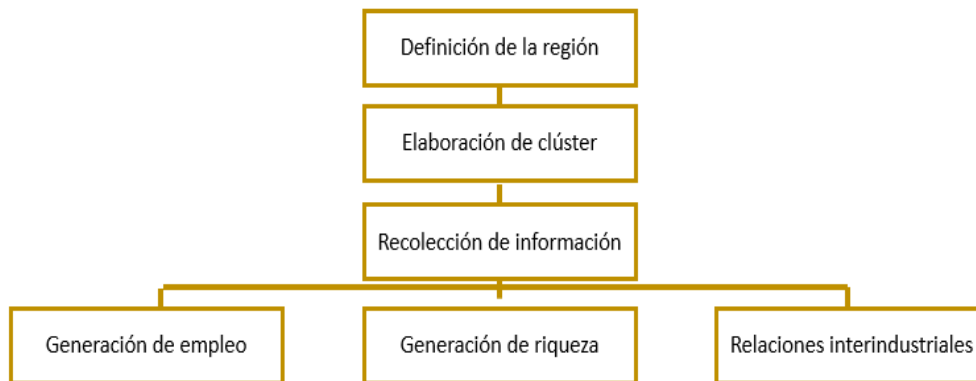 Definición de la región
Elaboración de clúster
Recolección de información
Generación de empleo
Generación de riqueza
Relaciones interindustriales